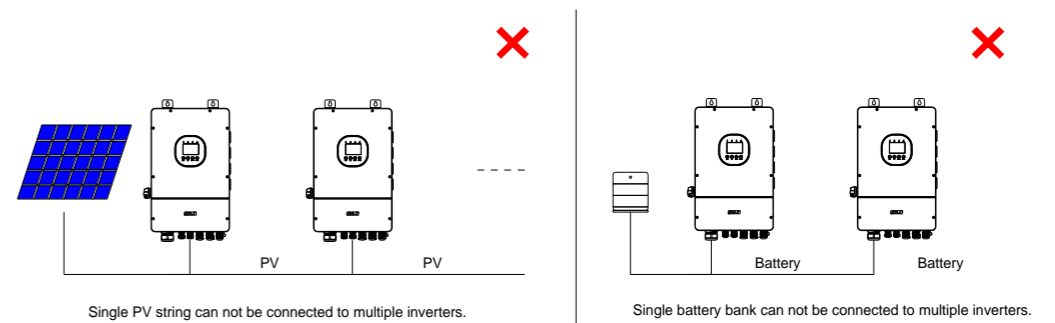 PV
PV
Single PV string can not be connected to multiple inverters.
Battery
Battery
Single battery bank can not be connected to multiple inverters.